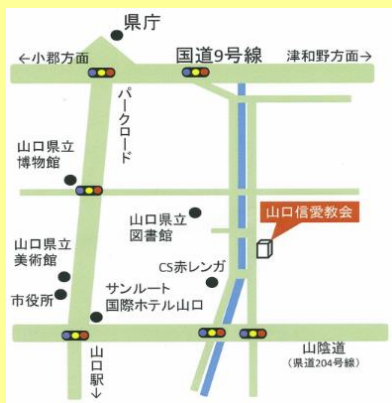 県庁
←小郡方面
国道9号線
津和野方面→
パークロード
山口県立
博物館
山口県立
図書館
山口信愛教会
山口県立
美術館
CS赤レンガ
市役所
サンルート
国際ホテル山口
山口駅↓
山陰道
(県道204号線)